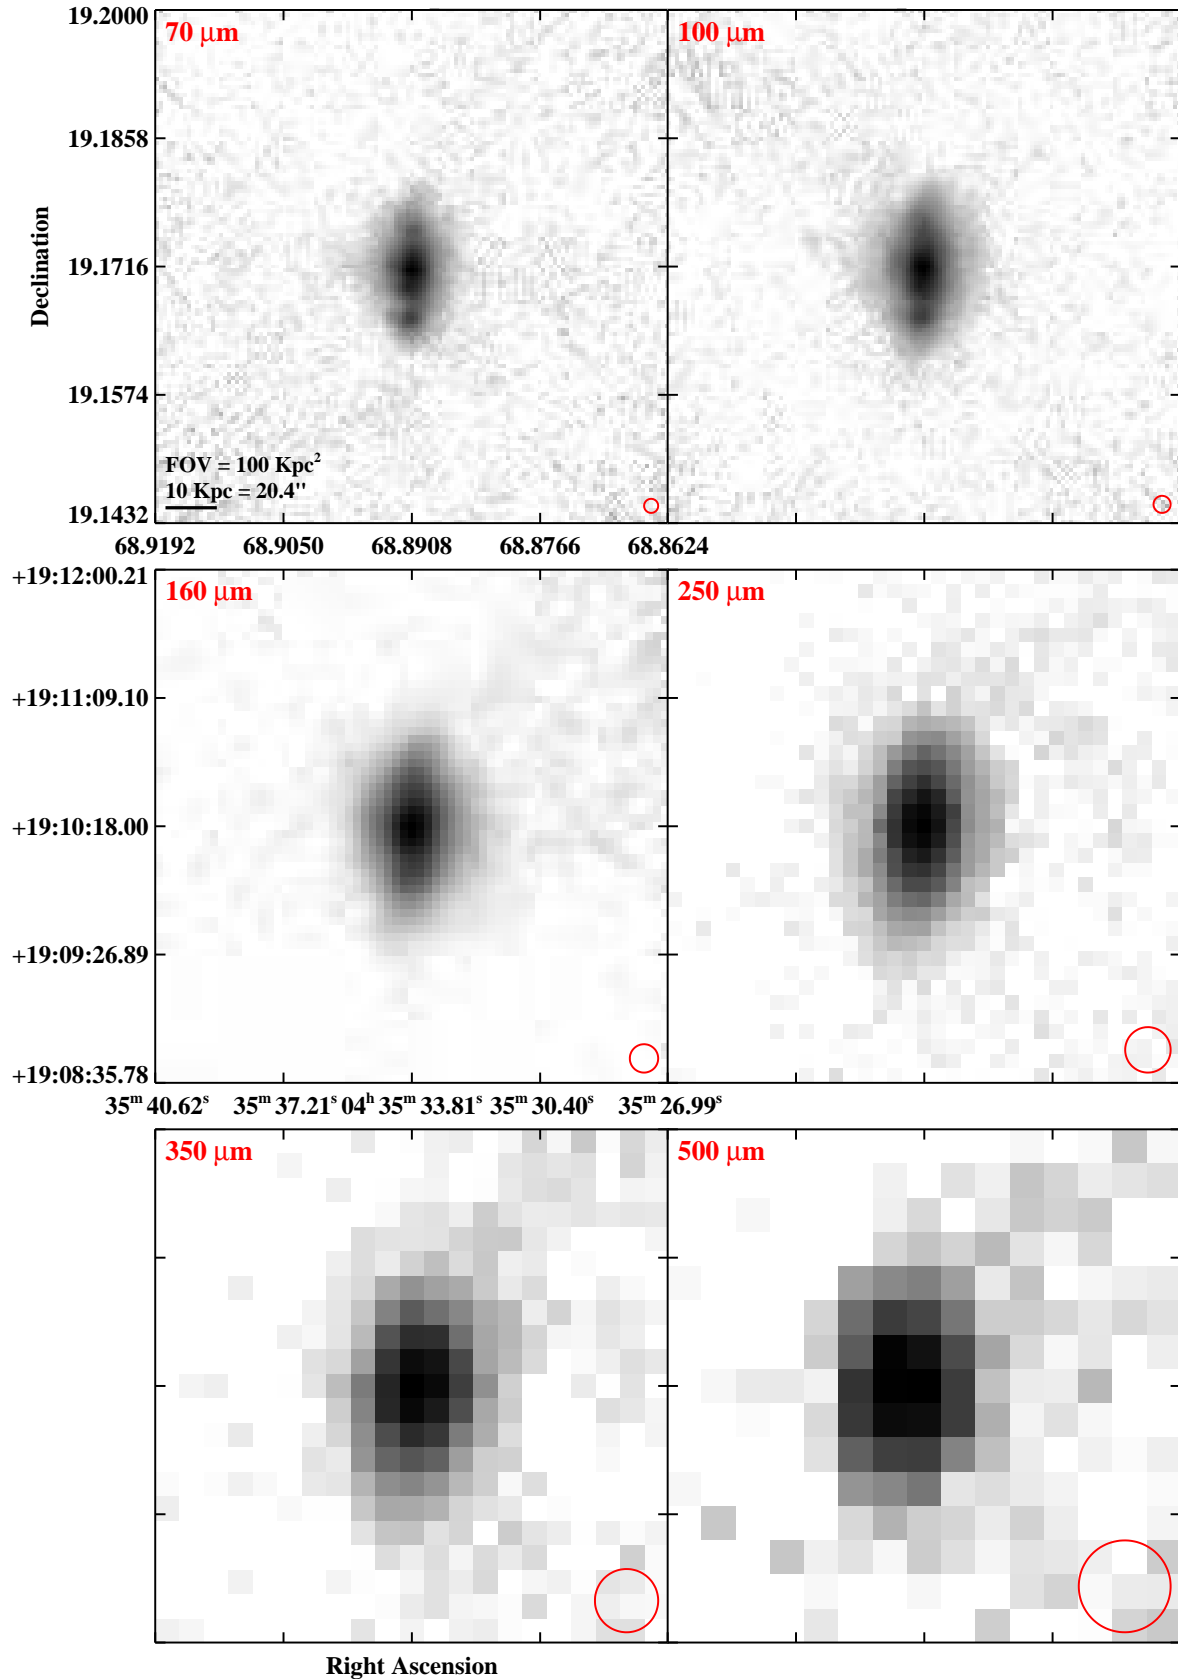 19.2000
70 μm
100 μm
19.1858
Declination
19.1716
19.1574
FOV = 100 Kpc²
10 Kpc = 20.4"
19.1432
68.9192 68.9050 68.8908 68.8766 68.8624
+19:12:00.21
160 μm
250 μm
+19:11:09.10
+19:10:18.00
+19:09:26.89
+19:08:35.78
35ᵐ 40.62ˢ 35ᵐ 37.21ˢ 04ʰ 35ᵐ 33.81ˢ 35ᵐ 30.40ˢ 35ᵐ 26.99ˢ
350 μm
500 μm
Right Ascension